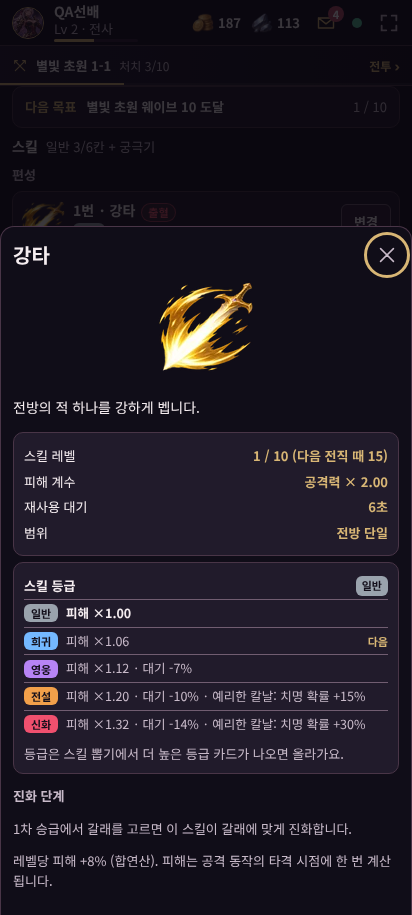 QA선배
Lv 2 · 전사
187
113
4
별빛 초원 1-1 처치 3/10
전투 ›
다음 목표 별빛 초원 웨이브 10 도달 1 / 10
스킬 일반 3/6칸 + 궁극기
편성
1번 · 강타
변경
강타
전방의 적 하나를 강하게 벱니다.
스킬 레벨 1 / 10 (다음 전직 때 15)
피해 계수 공격력 × 2.00
재사용 대기 6초
범위 전방 단일
스킬 등급 일반
일반 피해 ×1.00
희귀 피해 ×1.06 다음
영웅 피해 ×1.12 · 대기 -7%
전설 피해 ×1.20 · 대기 -10% · 예리한 칼날: 치명 확률 +15%
신화 피해 ×1.32 · 대기 -14% · 예리한 칼날: 치명 확률 +30%
등급은 스킬 뽑기에서 더 높은 등급 카드가 나오면 올라가요.
진화 단계
1차 승급에서 갈래를 고르면 이 스킬이 갈래에 맞게 진화합니다.
레벨당 피해 +8% (합연산). 피해는 공격 동작의 타격 시점에 한 번 계산
됩니다.